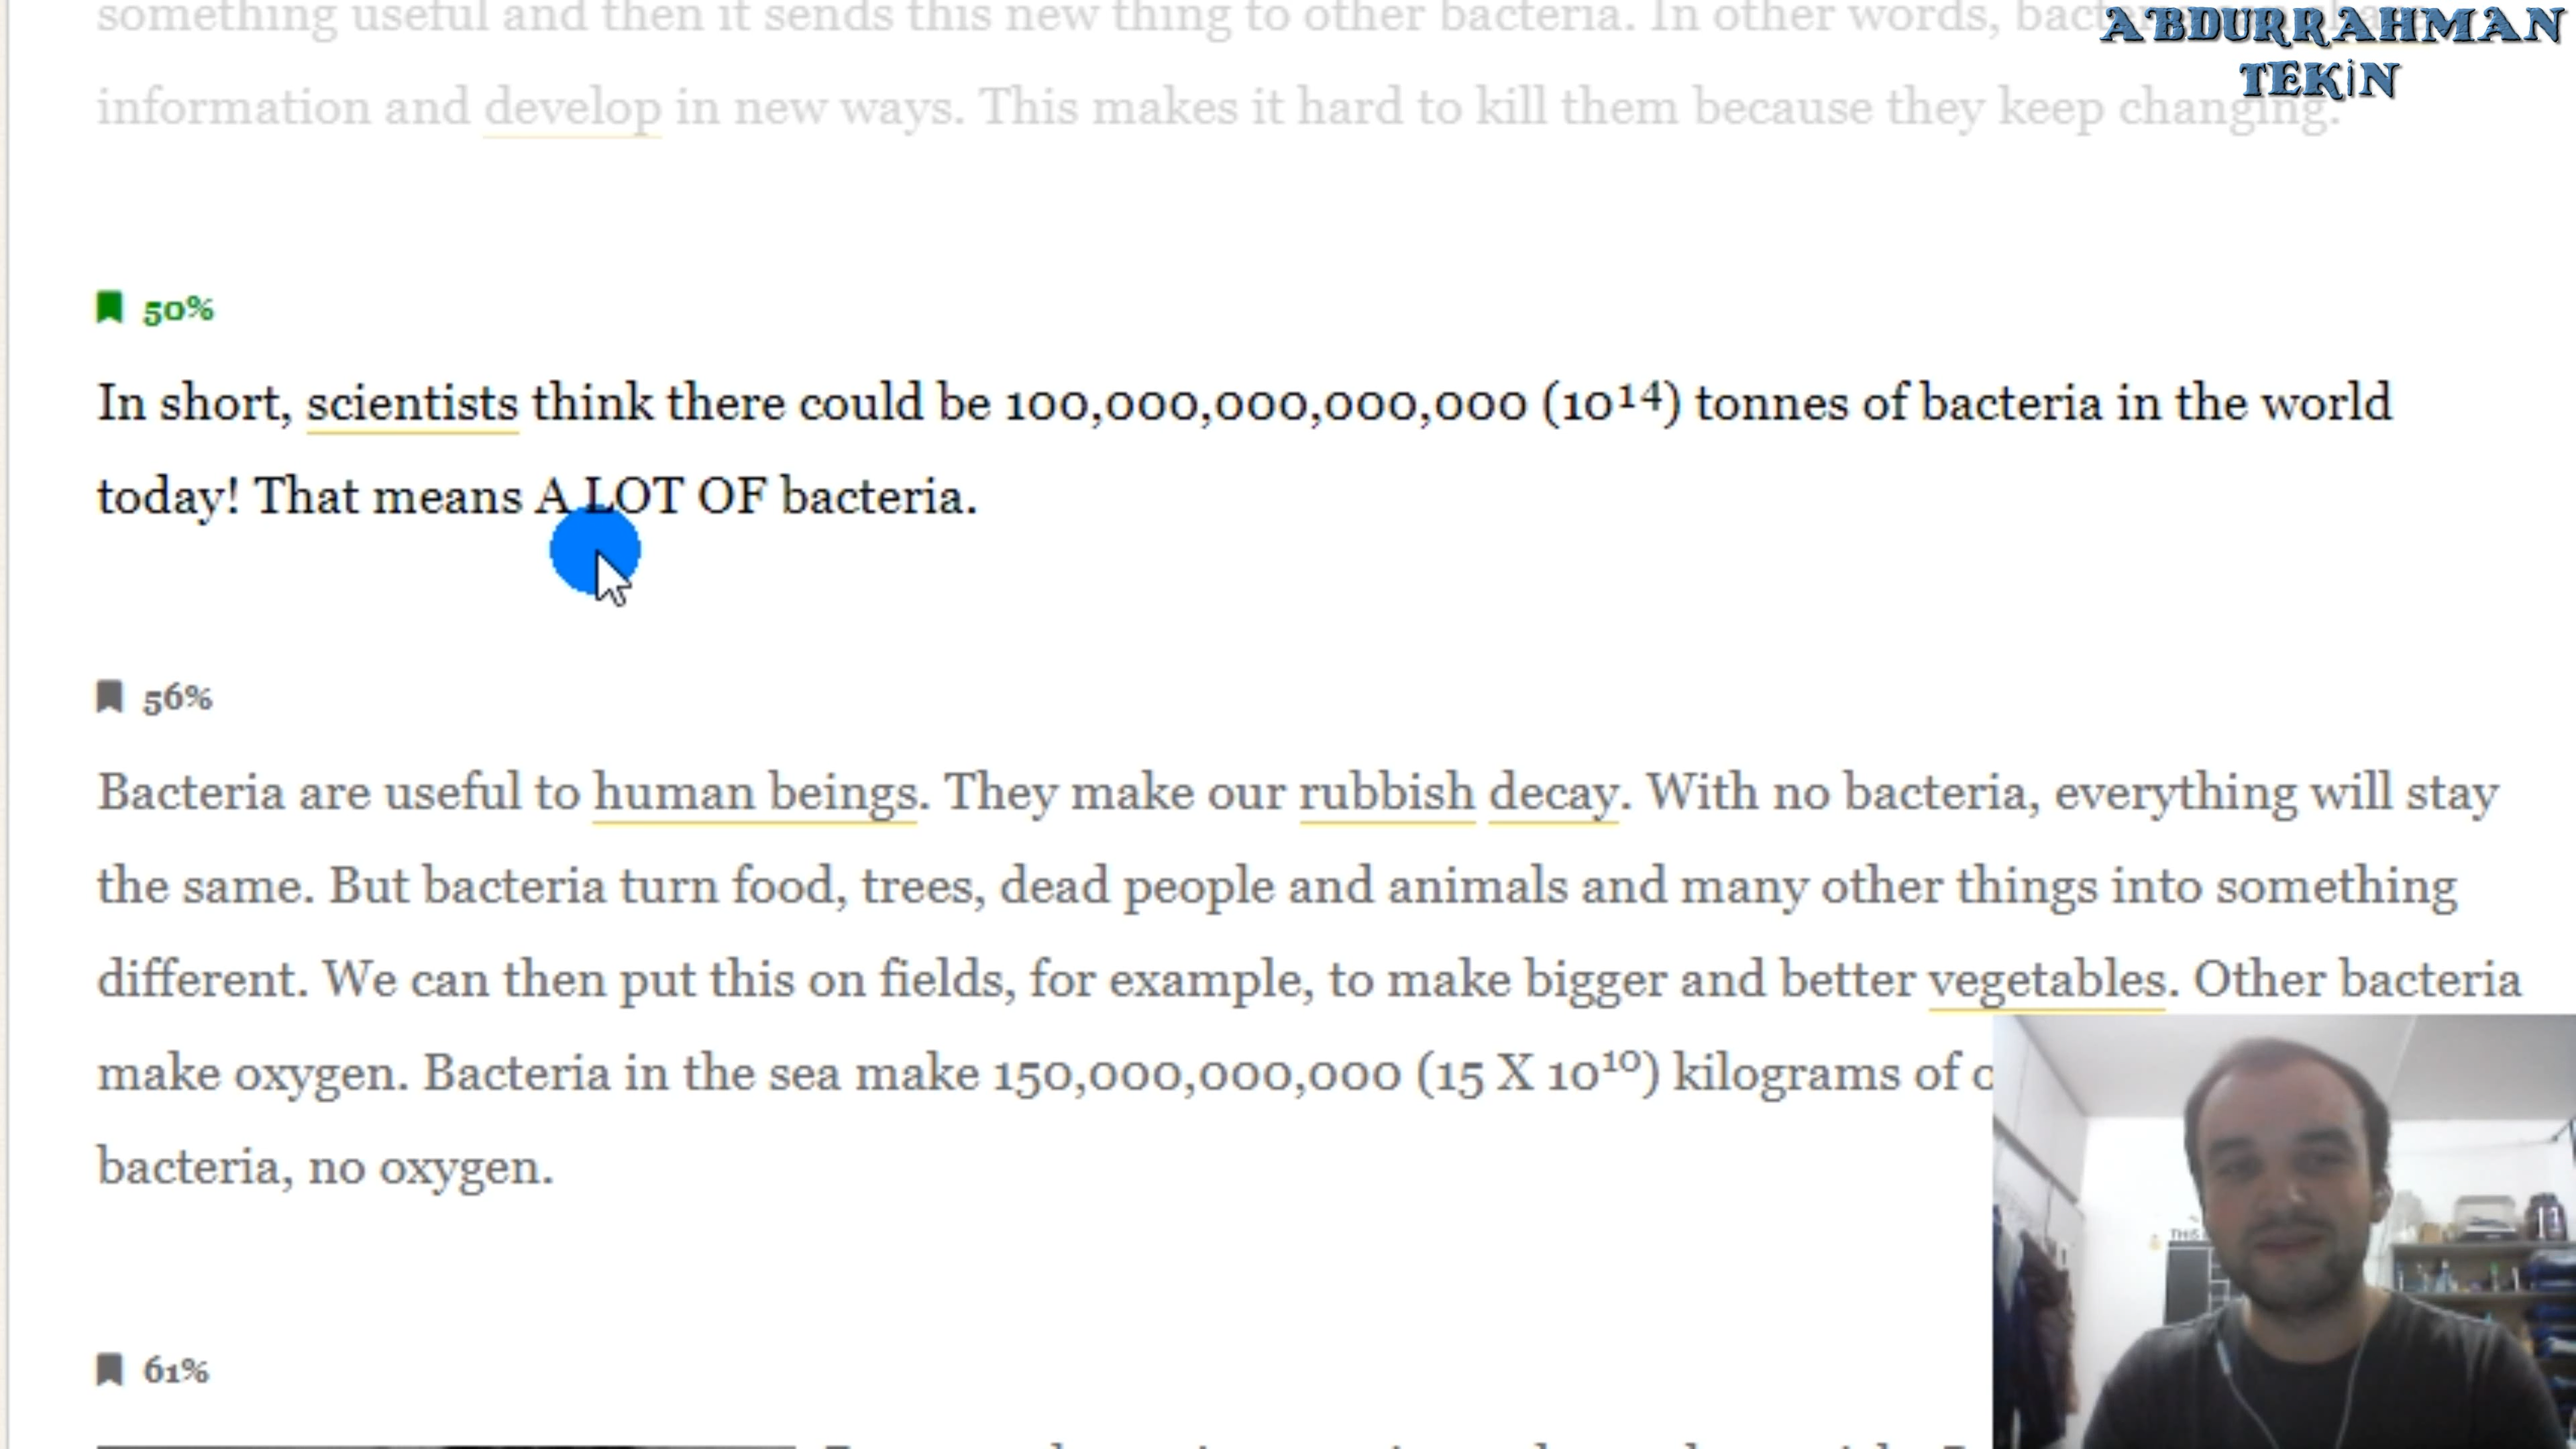 something useful and then it sends this new thing to other bacteria. In other words,
ABDURRAHMAN
TEKiN
information and develop in new ways. This makes it hard to kill them because they keep changing.
50%
In short, scientists think there could be 100,000,000,000,000 (10¹⁴) tonnes of bacteria in the world
today! That means A LOT OF bacteria.
56%
Bacteria are useful to human beings. They make our rubbish decay. With no bacteria, everything will stay
the same. But bacteria turn food, trees, dead people and animals and many other things into something
different. We can then put this on fields, for example, to make bigger and better vegetables. Other bacteria
make oxygen. Bacteria in the sea make 150,000,000,000 (15 X 10¹⁰) kilograms of
bacteria, no oxygen.
THIS
61%